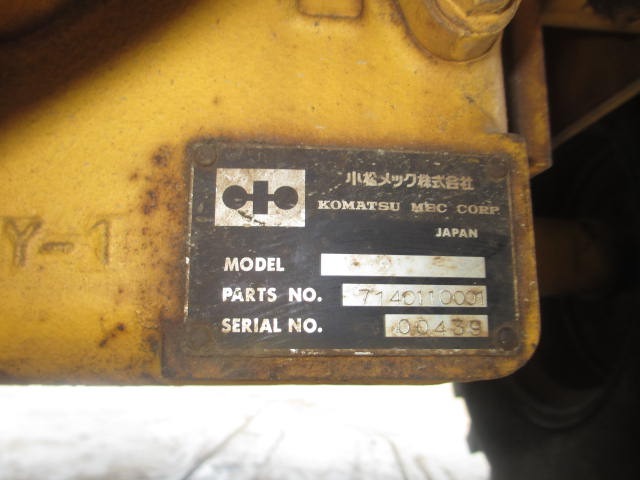 小松メック株式会社
KOMATSU MEC CORP.
JAPAN
MODEL
PARTS NO. 7140110001
SERIAL NO. 00439
Y-1